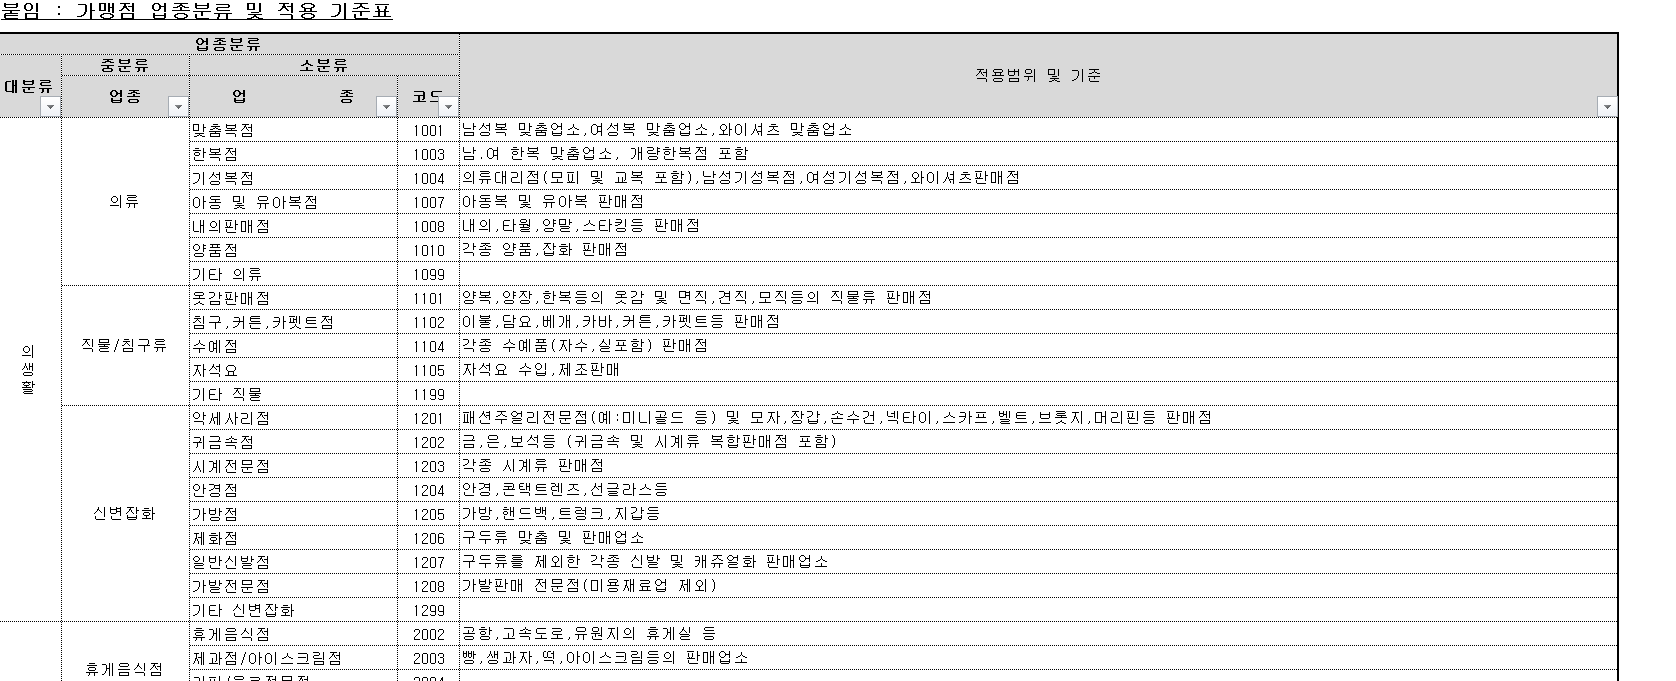 붙임 : 가맹점 업종분류 및 적용 기준표
업종분류
대분류 중분류 소분류 적용범위 및 기준
업종 업 종 코드
의생활
의류
맞춤복점 1001 남성복 맞춤업소,여성복 맞춤업소,와이셔츠 맞춤업소
한복점 1003 남.여 한복 맞춤업소, 개량한복점 포함
기성복점 1004 의류대리점(모피 및 교복 포함),남성기성복점,여성기성복점,와이셔츠판매점
아동 및 유아복점 1007 아동복 및 유아복 판매점
내의판매점 1008 내의,타월,양말,스타킹등 판매점
양품점 1010 각종 양품,잡화 판매점
기타 의류 1099
직물/침구류
옷감판매점 1101 양복,양장,한복등의 옷감 및 면직,견직,모직등의 직물류 판매점
침구,커튼,카펫트점 1102 이불,담요,베개,카바,커튼,카펫트등 판매점
수예점 1104 각종 수예품(자수,실포함) 판매점
자석요 1105 자석요 수입,제조판매
기타 직물 1199
신변잡화
악세사리점 1201 패션주얼리전문점(예:미니골드 등) 및 모자,장갑,손수건,넥타이,스카프,벨트,브롯지,머리핀등 판매점
귀금속점 1202 금,은,보석등 (귀금속 및 시계류 복합판매점 포함)
시계전문점 1203 각종 시계류 판매점
안경점 1204 안경,콘택트렌즈,선글라스등
가방점 1205 가방,핸드백,트렁크,지갑등
제화점 1206 구두류 맞춤 및 판매업소
일반신발점 1207 구두류를 제외한 각종 신발 및 캐쥬얼화 판매업소
가발전문점 1208 가발판매 전문점(미용재료업 제외)
기타 신변잡화 1299
휴게음식점
휴게음식점 2002 공항,고속도로,유원지의 휴게실 등
제과점/아이스크림점 2003 빵,생과자,떡,아이스크림등의 판매업소